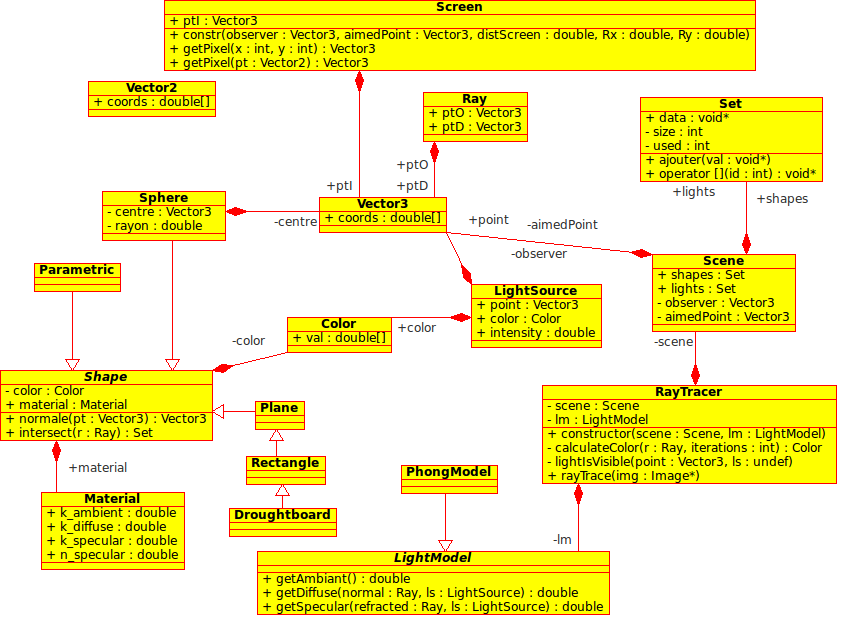 Screen
+ ptI : Vector3
+ constr(observer : Vector3, aimedPoint : Vector3, distScreen : double, Rx : double, Ry : double)
+ getPixel(x : int, y : int) : Vector3
+ getPixel(pt : Vector2) : Vector3
Vector2
+ coords : double[]
Ray
+ ptO : Vector3
+ ptD : Vector3
Set
+ data : void*
- size : int
- used : int
+ ajouter(val : void*)
+ operator [](id : int) : void*
+ptO
+ptI
+ptD
+lights
+shapes
Sphere
- centre : Vector3
- rayon : double
-centre
Vector3
+ coords : double[]
+point
-aimedPoint
-observer
Parametric
Scene
+ shapes : Set
+ lights : Set
- observer : Vector3
- aimedPoint : Vector3
LightSource
+ point : Vector3
+ color : Color
+ intensity : double
Color
+ val : double[]
+color
-color
-scene
Shape
- color : Color
+ material : Material
+ normale(pt : Vector3) : Vector3
+ intersect(r : Ray) : Set
Plane
RayTracer
- scene : Scene
- lm : LightModel
+ constructor(scene : Scene, lm : LightModel)
- calculateColor(r : Ray, iterations : int) : Color
- lightIsVisible(point : Vector3, ls : undef)
+ rayTrace(img : Image*)
+material
Rectangle
PhongModel
Material
+ k_ambient : double
+ k_diffuse : double
+ k_specular : double
+ n_specular : double
Droughtboard
-lm
LightModel
+ getAmbiant() : double
+ getDiffuse(normal : Ray, ls : LightSource) : double
+ getSpecular(refracted : Ray, ls : LightSource) : double